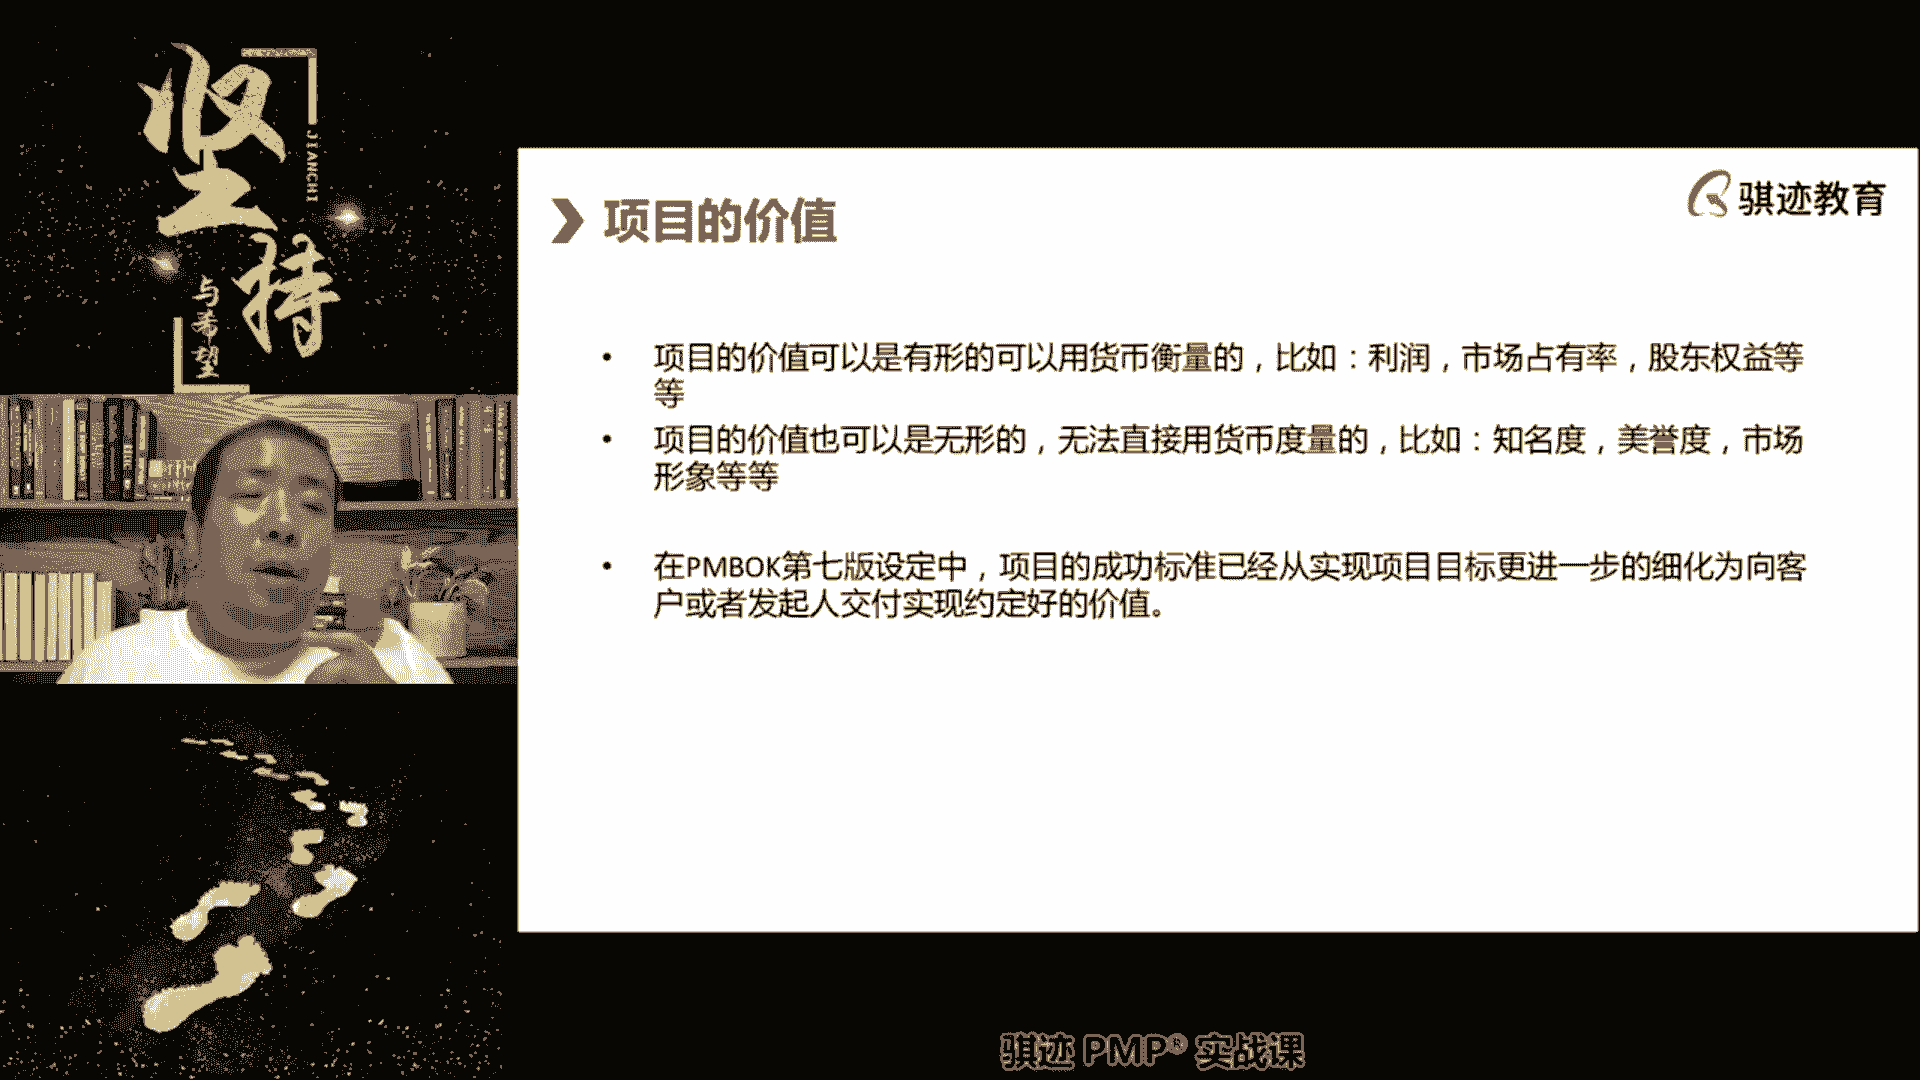 坚持
JIANCHI
与希望
骐迹教育
项目的价值
• 项目的价值可以是有形的可以用货币衡量的，比如：利润，市场占有率，股东权益等
等
• 项目的价值也可以是无形的，无法直接用货币度量的，比如：知名度，美誉度，市场
形象等等
• 在PMBOK第七版设定中，项目的成功标准已经从实现项目目标更进一步的细化为向客
户或者发起人交付实现约定好的价值。
骐迹 PMP® 实战课